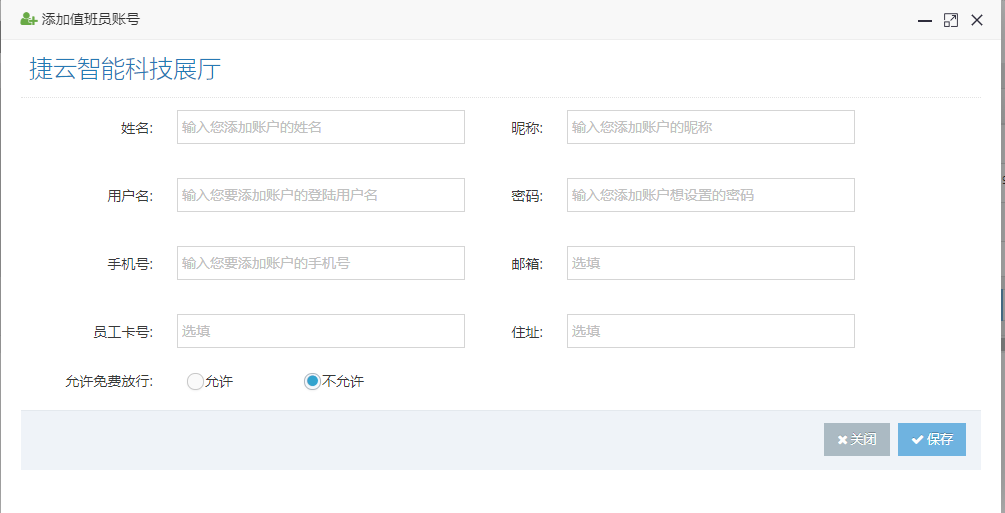 添加值班员账号
捷云智能科技展厅
姓名: 输入您添加账户的姓名 昵称: 输入您添加账户的昵称
用户名: 输入您要添加账户的登陆用户名 密码: 输入您添加账户想设置的密码
手机号: 输入您要添加账户的手机号 邮箱: 选填
员工卡号: 选填 住址: 选填
允许免费放行: 允许 不允许
关闭 保存